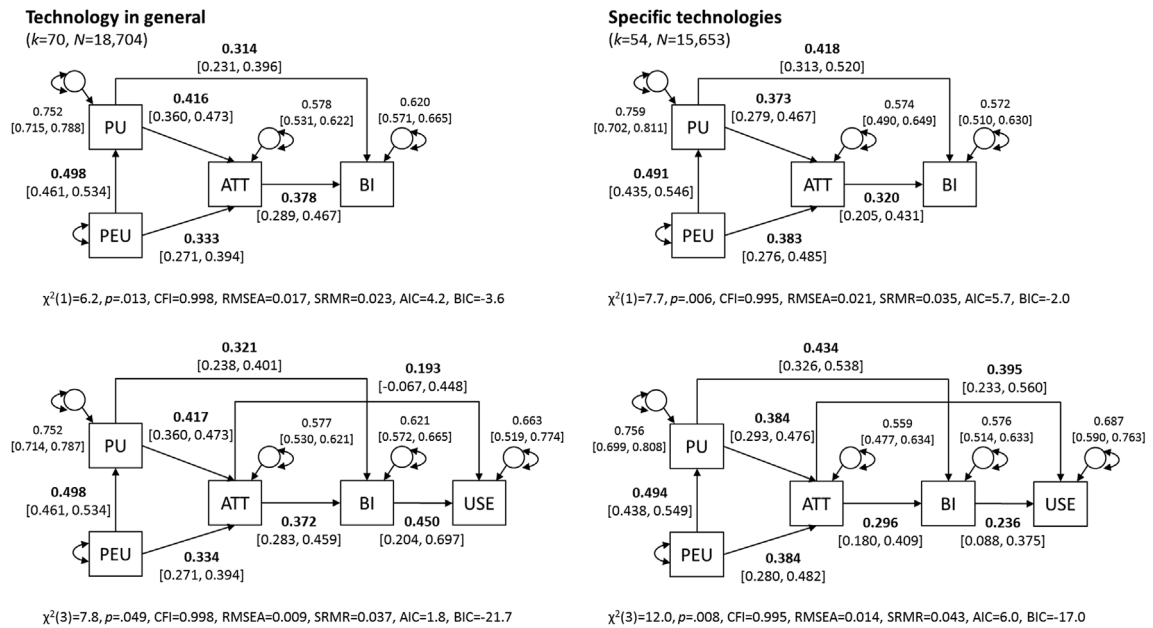 Technology in general
(k=70, N=18,704)
0.314
[0.231, 0.396]
0.752
[0.715, 0.788]
PU
0.416
[0.360, 0.473]
0.578
[0.531, 0.622]
0.620
[0.571, 0.665]
0.498
[0.461, 0.534]
ATT
BI
0.378
[0.289, 0.467]
PEU
0.333
[0.271, 0.394]
χ²(1)=6.2, p=.013, CFI=0.998, RMSEA=0.017, SRMR=0.023, AIC=4.2, BIC=-3.6
Specific technologies
(k=54, N=15,653)
0.418
[0.313, 0.520]
0.759
[0.702, 0.811]
PU
0.373
[0.279, 0.467]
0.574
[0.490, 0.649]
0.572
[0.510, 0.630]
0.491
[0.435, 0.546]
ATT
BI
0.320
[0.205, 0.431]
PEU
0.383
[0.276, 0.485]
χ²(1)=7.7, p=.006, CFI=0.995, RMSEA=0.021, SRMR=0.035, AIC=5.7, BIC=-2.0
0.321
[0.238, 0.401]
0.193
[-0.067, 0.448]
0.752
[0.714, 0.787]
PU
0.417
[0.360, 0.473]
0.577
[0.530, 0.621]
0.621
[0.572, 0.665]
0.663
[0.519, 0.774]
0.498
[0.461, 0.534]
ATT
BI
USE
0.372
[0.283, 0.459]
0.450
[0.204, 0.697]
PEU
0.334
[0.271, 0.394]
χ²(3)=7.8, p=.049, CFI=0.998, RMSEA=0.009, SRMR=0.037, AIC=1.8, BIC=-21.7
0.434
[0.326, 0.538]
0.395
[0.233, 0.560]
0.756
[0.699, 0.808]
PU
0.384
[0.293, 0.476]
0.559
[0.477, 0.634]
0.576
[0.514, 0.633]
0.687
[0.590, 0.763]
0.494
[0.438, 0.549]
ATT
BI
USE
0.296
[0.180, 0.409]
0.236
[0.088, 0.375]
PEU
0.384
[0.280, 0.482]
χ²(3)=12.0, p=.008, CFI=0.995, RMSEA=0.014, SRMR=0.043, AIC=6.0, BIC=-17.0